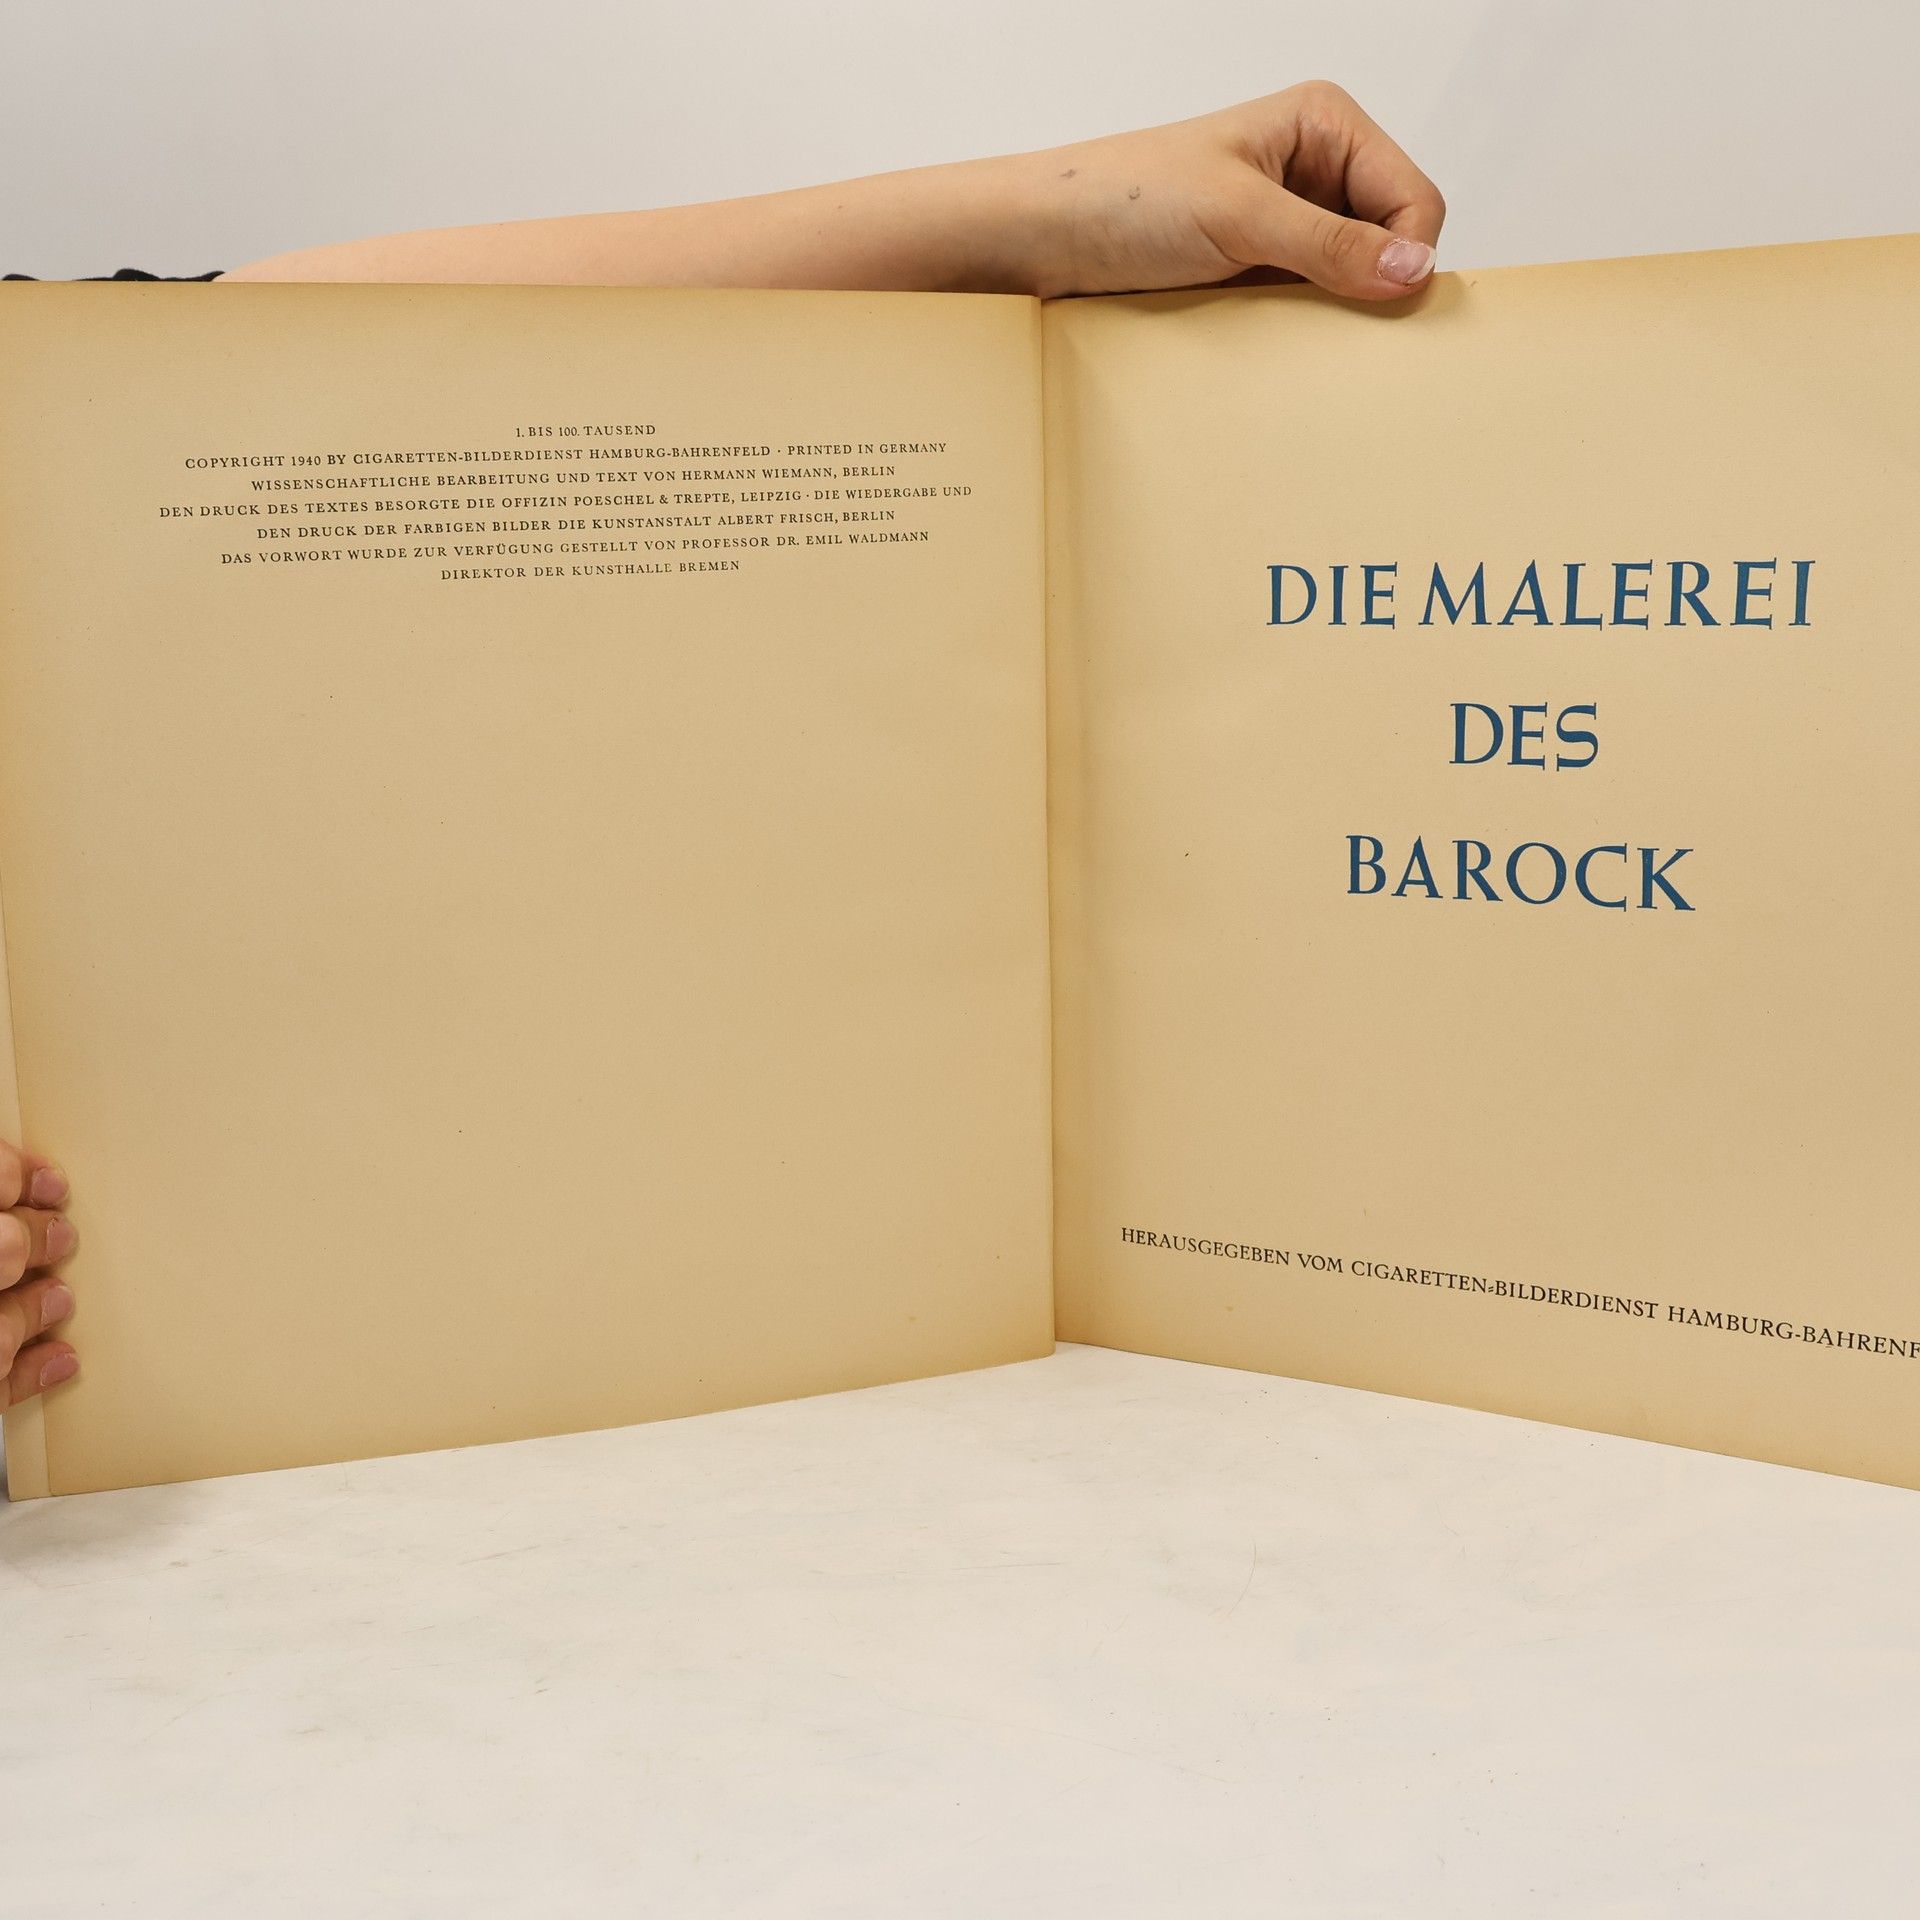 1. BIS 100. TAUSEND
COPYRIGHT 1940 BY CIGARETTEN-BILDERDIENST HAMBURG-BAHRENFELD · PRINTED IN GERMANY
WISSENSCHAFTLICHE BEARBEITUNG UND TEXT VON HERMANN WIEMANN, BERLIN
DEN DRUCK DES TEXTES BESORGTE DIE OFFIZIN POESCHEL & TREPTE, LEIPZIG · DIE WIEDERGABE UND
DEN DRUCK DER FARBIGEN BILDER DIE KUNSTANSTALT ALBERT FRISCH, BERLIN
DAS VORWORT WURDE ZUR VERFÜGUNG GESTELLT VON PROFESSOR DR. EMIL WALDMANN
DIREKTOR DER KUNSTHALLE BREMEN
DIE MALEREI
DES
BAROCK
HERAUSGEGEBEN VOM CIGARETTEN-BILDERDIENST HAMBURG-BAHRENF